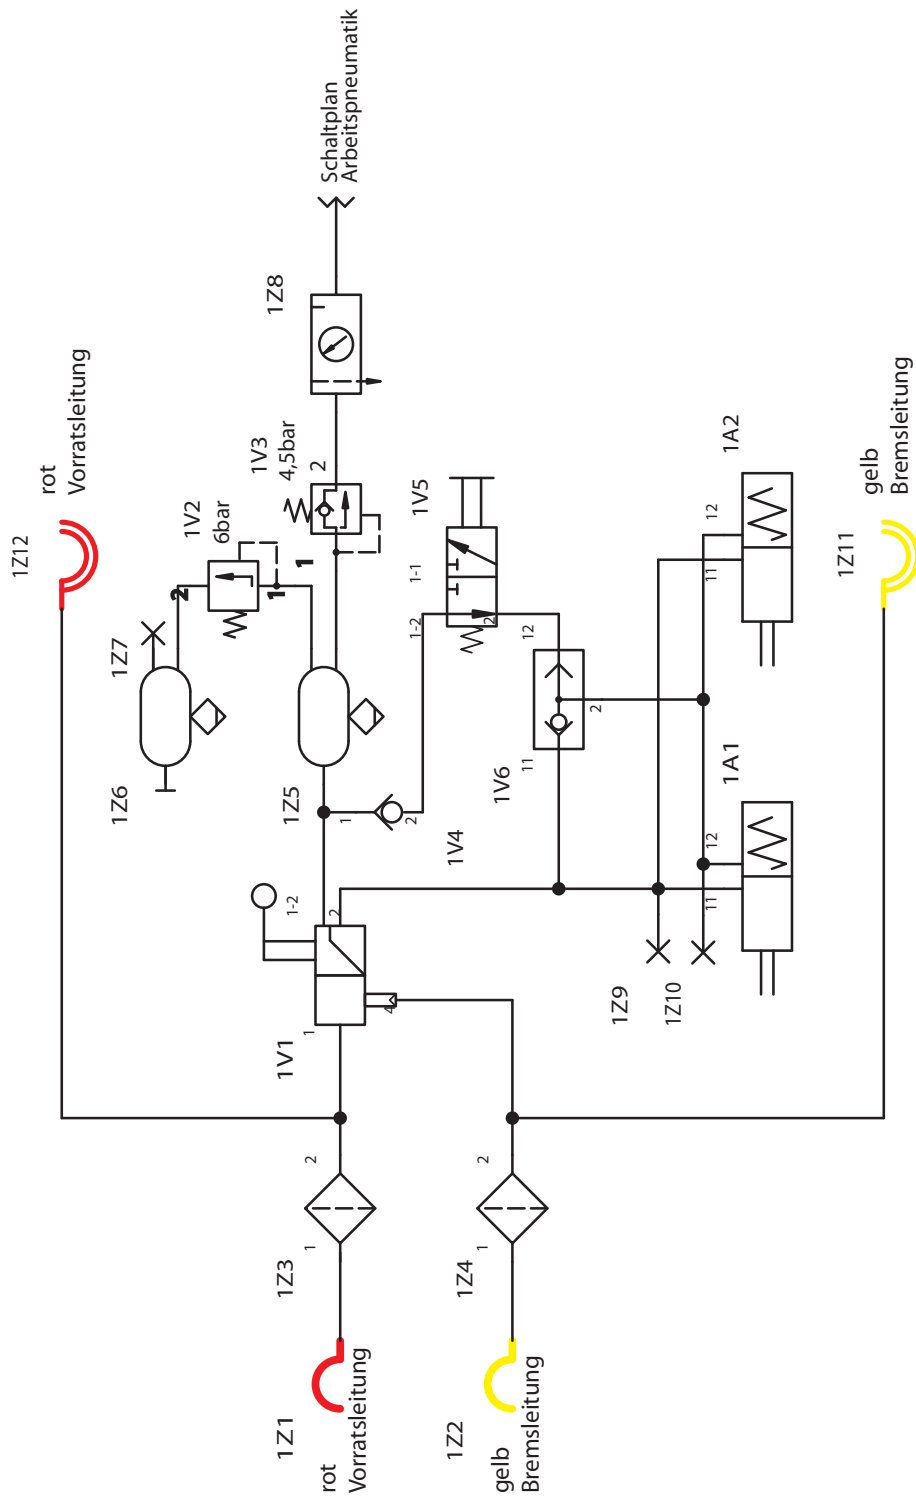 1Z12
rot
Vorratsleitung
1Z6
1Z7
2
1V2
6bar
1
1
1Z5
1V3
4,5bar
2
1Z8
Schaltplan
Arbeitspneumatik
1Z1
rot
Vorratsleitung
1Z3
1
2
1V1
1
1-2
2
4
1
2
1V4
1-2
1-1
2
1V5
12
11
2
1V6
1Z2
gelb
Bremsleitung
1Z4
1
2
1Z9
1Z10
11
12
1A1
11
12
1A2
1Z11
gelb
Bremsleitung